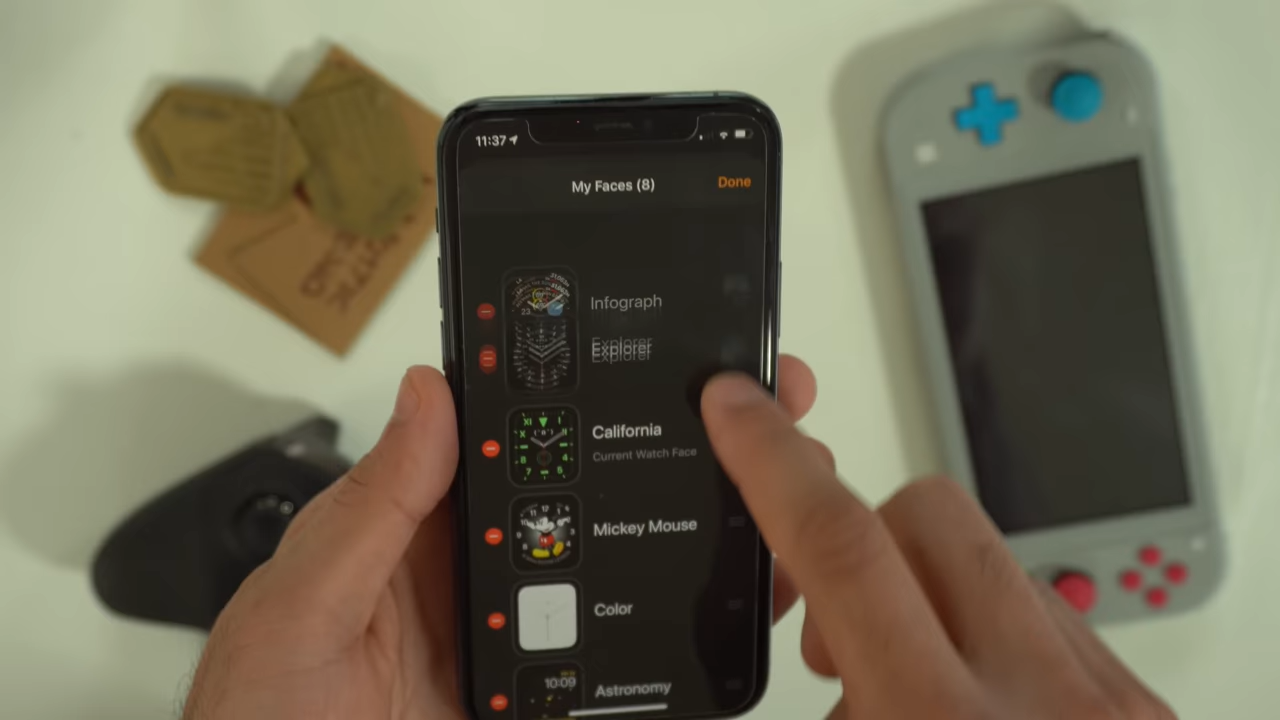 11:37
My Faces (8)
Done
Infograph
Explorer
California
Current Watch Face
Mickey Mouse
Color
10:09
Astronomy